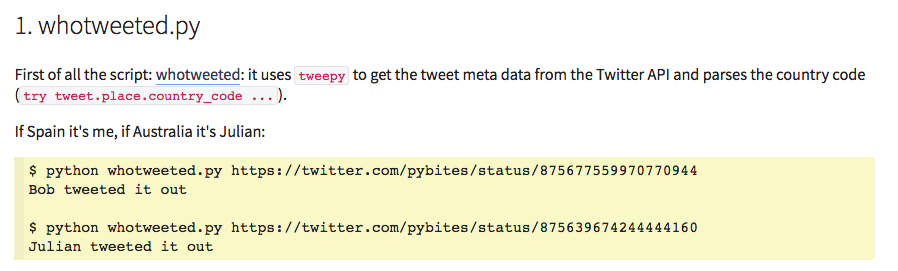 1. whotweeted.py
First of all the script: whotweeted: it uses tweepy to get the tweet meta data from the Twitter API and parses the country code
(try tweet.place.country_code ...).
If Spain it's me, if Australia it's Julian:
$ python whotweeted.py https://twitter.com/pybites/status/875677559970770944
Bob tweeted it out
$ python whotweeted.py https://twitter.com/pybites/status/875639674244444160
Julian tweeted it out